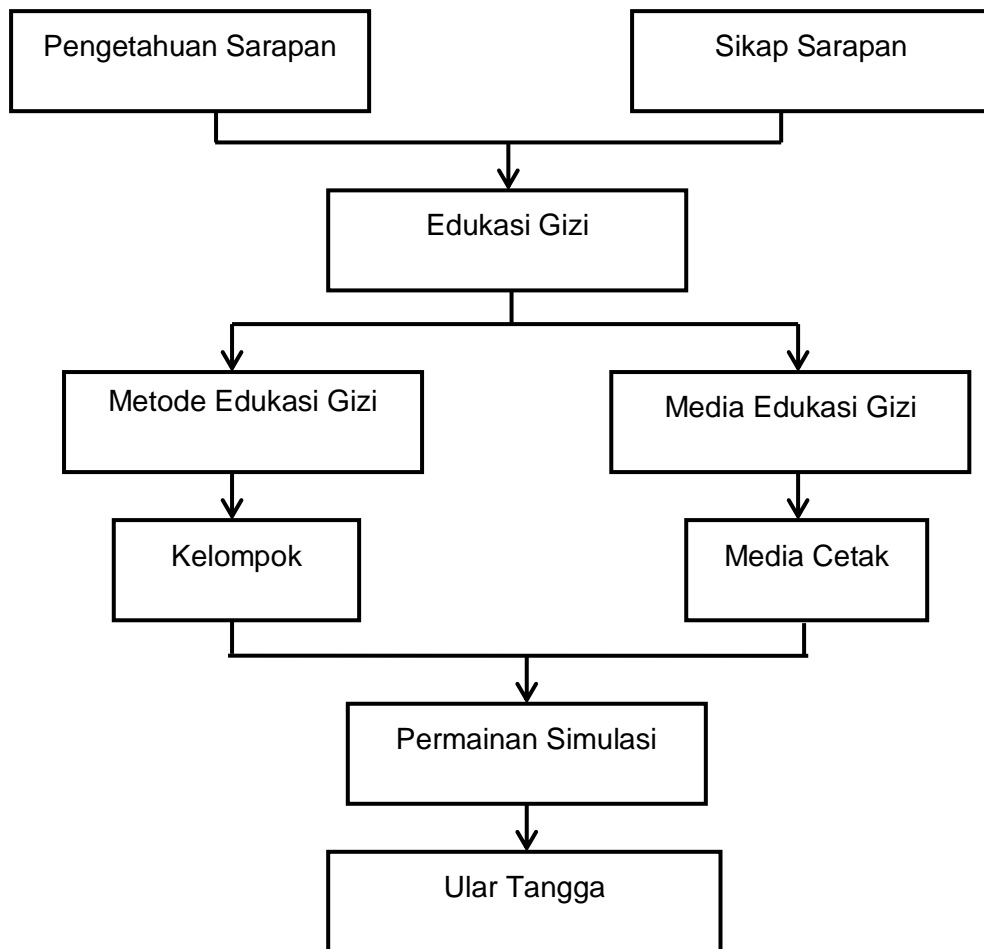 Pengetahuan Sarapan
Sikap Sarapan
Edukasi Gizi
Metode Edukasi Gizi
Media Edukasi Gizi
Kelompok
Media Cetak
Permainan Simulasi
Ular Tangga